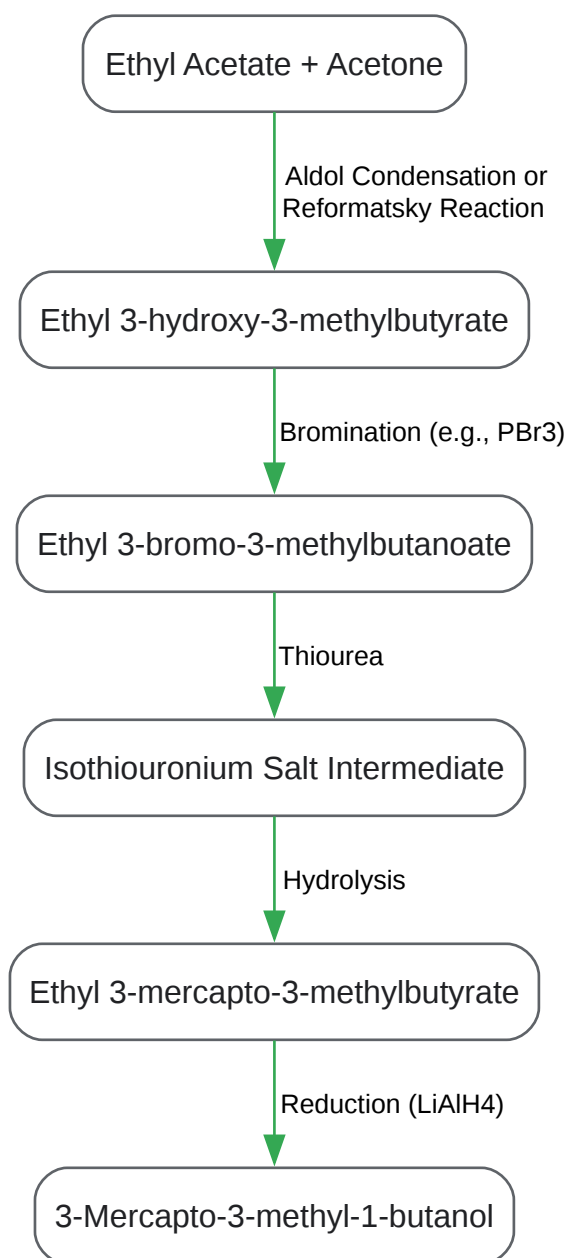 Ethyl Acetate + Acetone
Aldol Condensation or
Reformatsky Reaction
Ethyl 3-hydroxy-3-methylbutyrate
Bromination (e.g., PBr3)
Ethyl 3-bromo-3-methylbutanoate
Thiourea
Isothiouronium Salt Intermediate
Hydrolysis
Ethyl 3-mercapto-3-methylbutyrate
Reduction (LiAlH4)
3-Mercapto-3-methyl-1-butanol